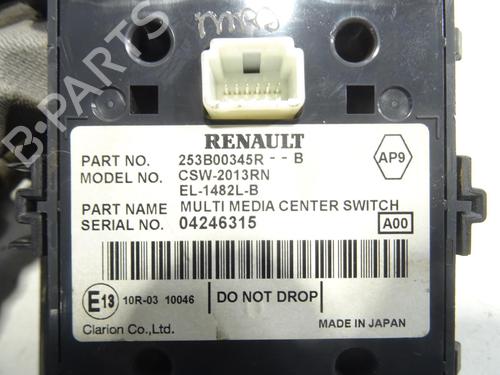 RENAULT
PART NO. 253B00345R - - B
MODEL NO. CSW-2013RN
EL-1482L-B
AP9
PART NAME MULTI MEDIA CENTER SWITCH
SERIAL NO. 04246315
A00
E13 10R-03 10046 DO NOT DROP
Clarion Co.,Ltd. MADE IN JAPAN
B-PARTS